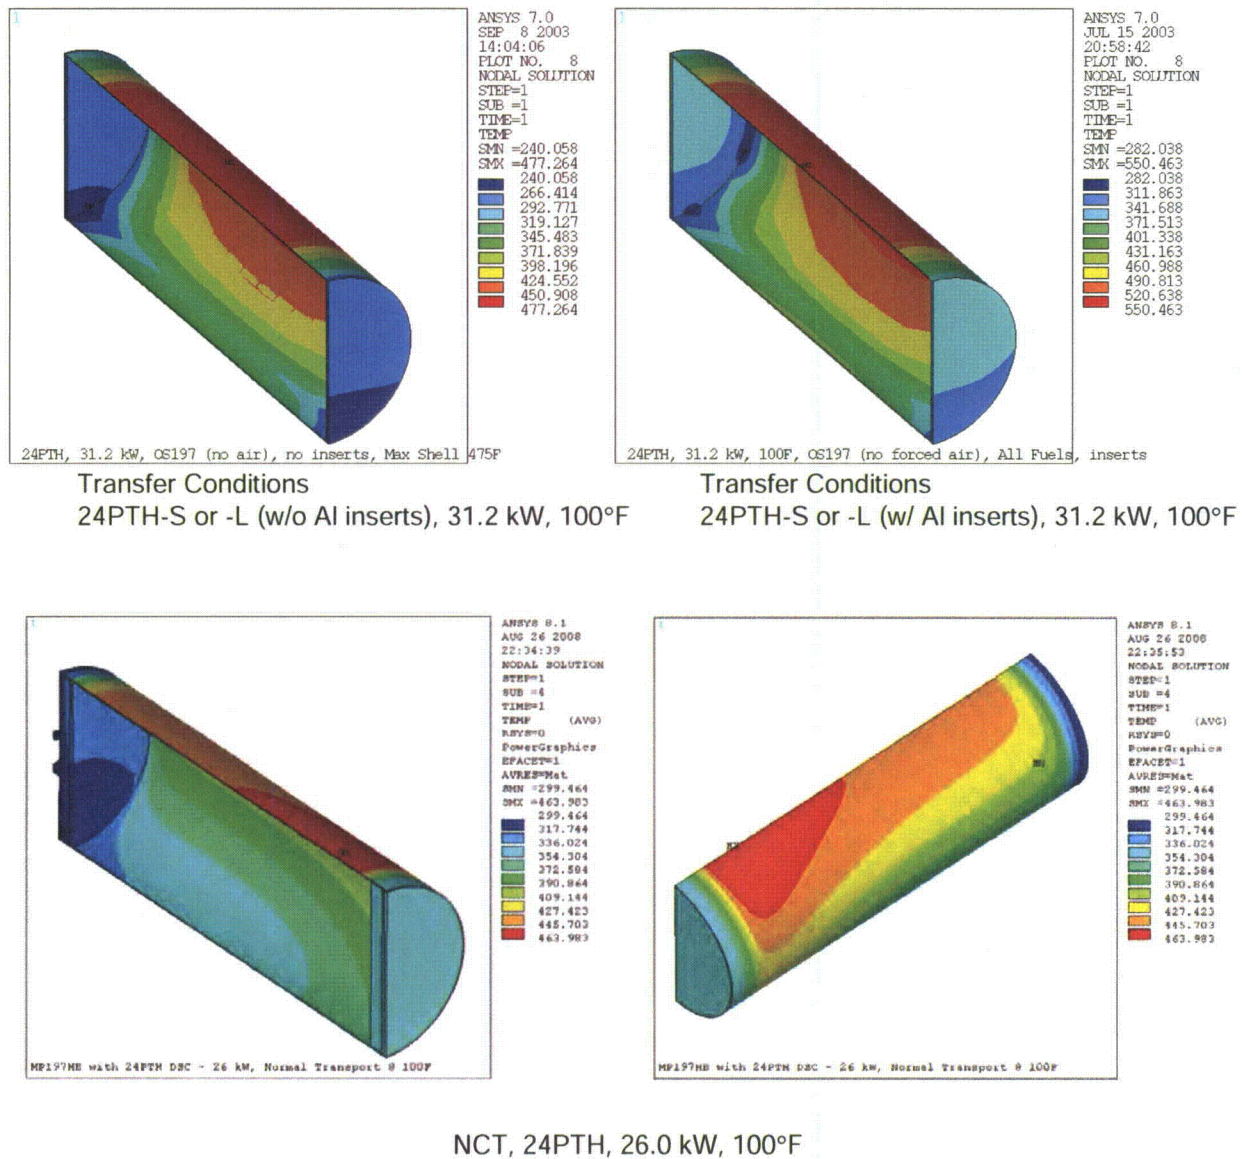 1
ANSYS 7.0
SEP 8 2003
14:04:06
PLOT NO. 8
NODAL SOLUTION
STEP=1
SUB =1
TIME=1
TEMP
SMN =240.058
SMX =477.264
240.058
266.414
292.771
319.127
345.483
371.839
398.196
424.552
450.908
477.264
24PTH, 31.2 kW, OS197 (no air), no inserts, Max Shell 475F
Transfer Conditions
24PTH-S or -L (w/o Al inserts), 31.2 kW, 100°F
1
ANSYS 7.0
JUL 15 2003
20:58:42
PLOT NO. 8
NODAL SOLUTION
STEP=1
SUB =1
TIME=1
TEMP
SMN =282.038
SMX =550.463
282.038
311.863
341.688
371.513
401.338
431.163
460.988
490.813
520.638
550.463
24PTH, 31.2 kW, 100F, OS197 (no forced air), All Fuels, inserts
Transfer Conditions
24PTH-S or -L (w/ Al inserts), 31.2 kW, 100°F
1
ANSYS 8.1
AUG 26 2008
22:34:39
NODAL SOLUTION
STEP=1
SUB =4
TIME=1
TEMP (AVG)
RSYS=0
PowerGraphics
EFACET=1
AVRES=Mat
SMN =299.464
SMX =463.983
299.464
317.744
336.024
354.304
372.584
390.864
409.144
427.423
445.703
463.983
MP197HB with 24PTH DSC - 26 kW, Normal Transport @ 100F
1
ANSYS 8.1
AUG 26 2008
22:35:53
NODAL SOLUTION
STEP=1
SUB =4
TIME=1
TEMP (AVG)
RSYS=0
PowerGraphics
EFACET=1
AVRES=Mat
SMN =299.464
SMX =463.983
299.464
317.744
336.024
354.304
372.584
390.864
409.144
427.423
445.703
463.983
MP197HB with 24PTH DSC - 26 kW, Normal Transport @ 100F
NCT, 24PTH, 26.0 kW, 100°F